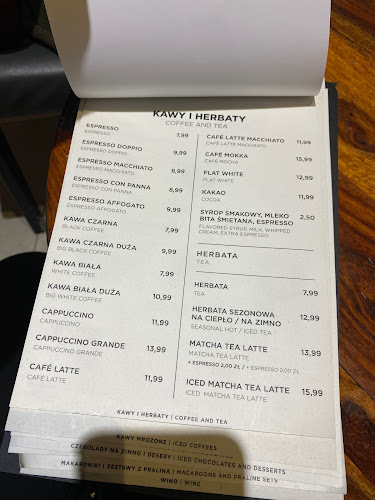 KAWY I HERBATY
COFFEE AND TEA
ESPRESSO 7,99
ESPRESSO
ESPRESSO DOPPIO 9,99
ESPRESSO DOPPIO
ESPRESSO MACCHIATO 8,99
ESPRESSO MACCHIATO
ESPRESSO CON PANNA 8,99
ESPRESSO CON PANNA
ESPRESSO AFFOGATO 9,99
ESPRESSO AFFOGATO
KAWA CZARNA 7,99
BLACK COFFEE
KAWA CZARNA DUŻA 9,99
BIG BLACK COFFEE
KAWA BIAŁA 7,99
WHITE COFFEE
KAWA BIAŁA DUŻA 10,99
BIG WHITE COFFEE
CAPPUCCINO 11,99
CAPPUCCINO
CAPPUCCINO GRANDE 13,99
CAPPUCCINO GRANDE
CAFÉ LATTE 11,99
CAFÉ LATTE
CAFÉ LATTE MACCHIATO 11,99
CAFÉ LATTE MACCHIATO
CAFÉ MOKKA 15,99
CAFÉ MOCHA
FLAT WHITE 12,99
FLAT WHITE
KAKAO 11,99
COCOA
SYROP SMAKOWY, MLEKO 2,50
BITA ŚMIETANA, ESPRESSO
FLAVORED SYRUP, MILK, WHIPPED
CREAM, EXTRA ESPRESSO
HERBATA
TEA
HERBATA 7,99
TEA
HERBATA SEZONOWA 12,99
NA CIEPŁO / NA ZIMNO
SEASONAL HOT / ICED TEA
MATCHA TEA LATTE 13,99
MATCHA TEA LATTE
+ ESPRESSO 2,00 ZŁ / + ESPRESSO 2,00 ZŁ
ICED MATCHA TEA LATTE 15,99
ICED MATCHA TEA LATTE
KAWY I HERBATY | COFFEE AND TEA
KAWY MROŻONE | ICED COFFEES
CZEKOLADY NA ZIMNO I DESERY | ICED CHOCOLATES AND DESSERTS
MAKARONIKI I ZESTAWY Z PRALINĄ | MACAROONS AND PRALINE SETS
WINO | WINE